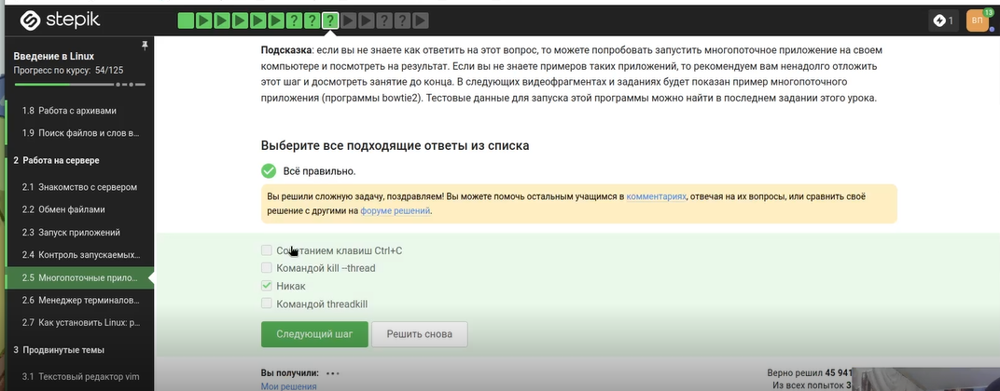 stepik
1
ВП
13
Введение в Linux
Прогресс по курсу: 54/125
1.8 Работа с архивами
1.9 Поиск файлов и слов в...
2 Работа на сервере
2.1 Знакомство с сервером
2.2 Обмен файлами
2.3 Запуск приложений
2.4 Контроль запускаемых...
2.5 Многопоточные прило...
2.6 Менеджер терминалов...
2.7 Как установить Linux: р...
3 Продвинутые темы
3.1 Текстовый редактор vim
Подсказка: если вы не знаете как ответить на этот вопрос, то можете попробовать запустить многопоточное приложение на своем
компьютере и посмотреть на результат. Если вы не знаете примеров таких приложений, то рекомендуем вам ненадолго отложить
этот шаг и досмотреть занятие до конца. В следующих видеофрагментах и заданиях будет показан пример многопоточного
приложения (программы bowtie2). Тестовые данные для запуска этой программы можно найти в последнем задании этого урока.
Выберите все подходящие ответы из списка
Всё правильно.
Вы решили сложную задачу, поздравляем! Вы можете помочь остальным учащимся в комментариях, отвечая на их вопросы, или сравнить своё
решение с другими на форуме решений.
Сочетанием клавиш Ctrl+C
Командой kill --thread
Никак
Командой threadkill
Следующий шаг
Решить снова
Вы получили:
Мои решения
Верно решил 45 941
Из всех попыток 3